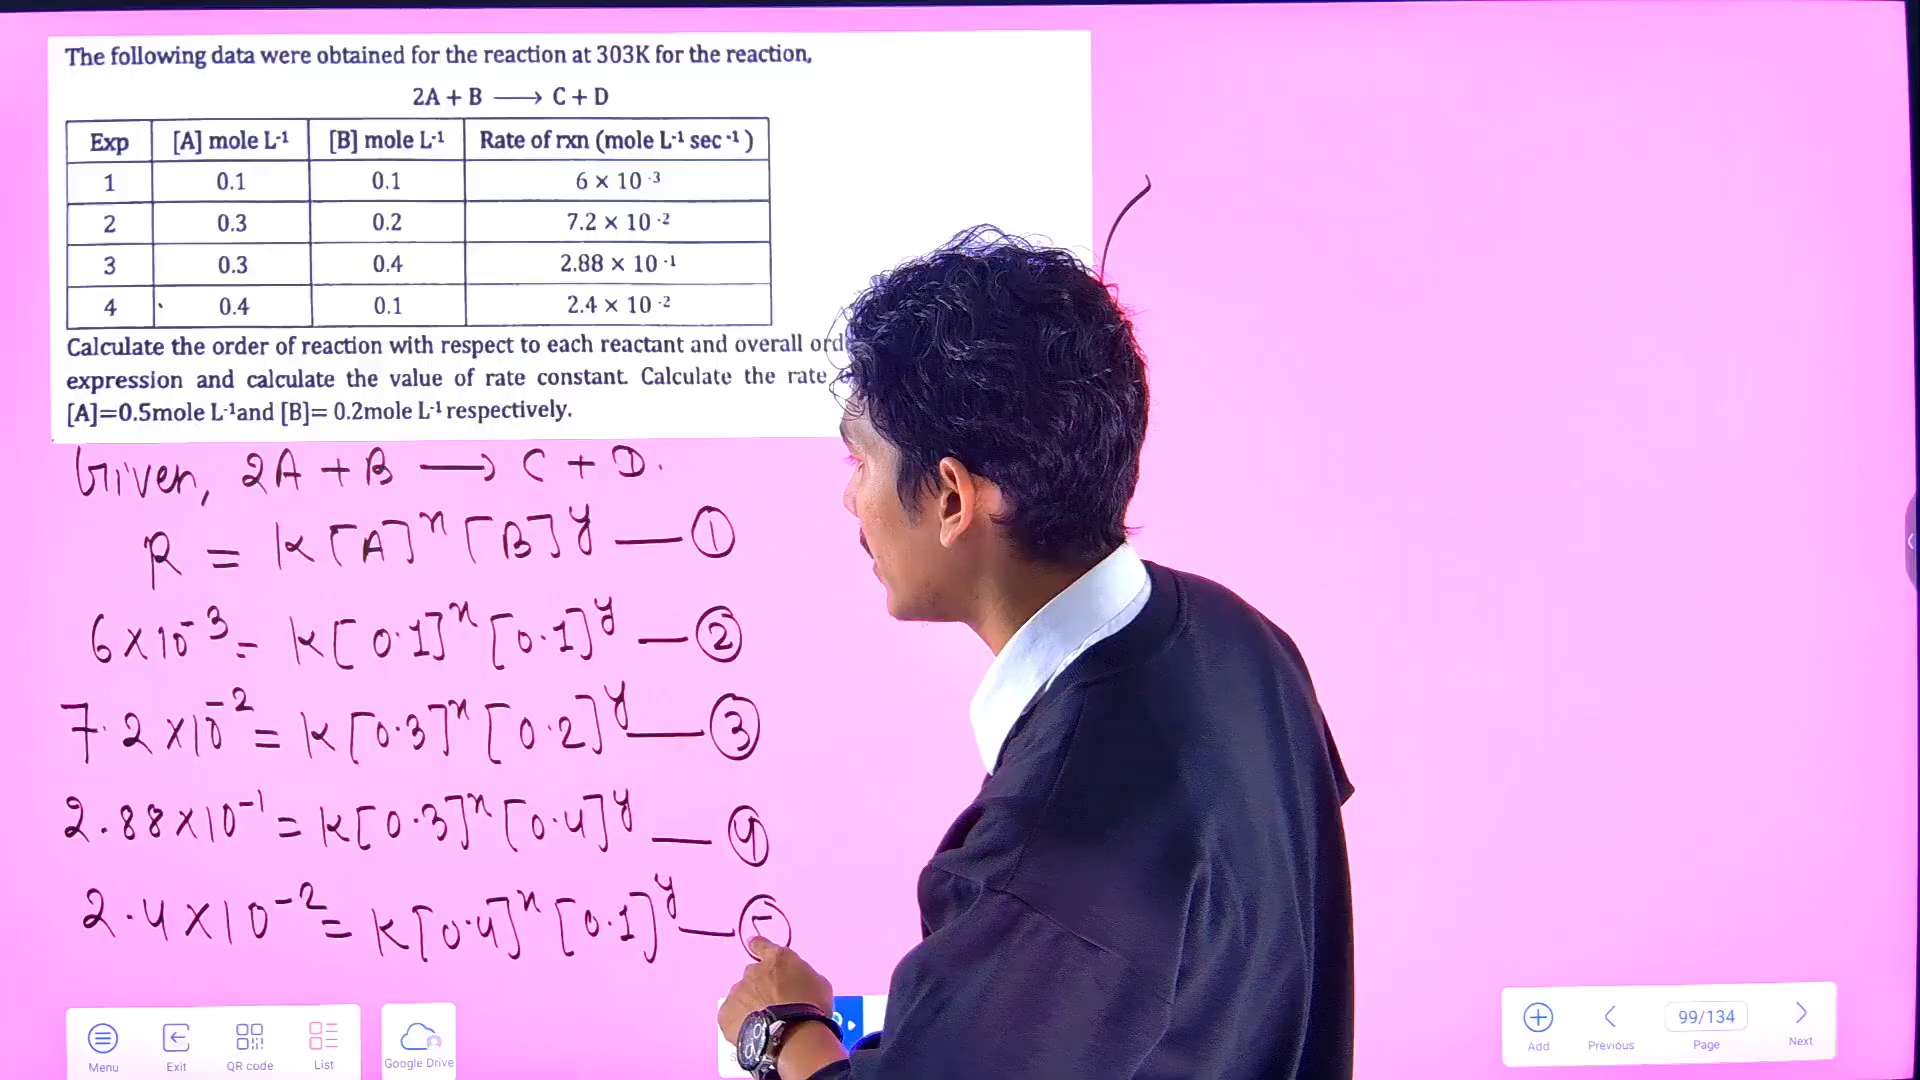 The following data were obtained for the reaction at 303K for the reaction,
2A + B ⟶ C + D
Exp [A] mole L⁻¹ [B] mole L⁻¹ Rate of rxn (mole L⁻¹ sec⁻¹)
1 0.1 0.1 6 × 10⁻³
2 0.3 0.2 7.2 × 10⁻²
3 0.3 0.4 2.88 × 10⁻¹
4 0.4 0.1 2.4 × 10⁻²
Calculate the order of reaction with respect to each reactant and overall
expression and calculate the value of rate constant. Calculate the rate
[A]=0.5mole L⁻¹and [B]= 0.2mole L⁻¹ respectively.
Given, 2A + B ⟶ C + D.
R = K[A]ˣ [B]ʸ — ①
6×10⁻³ = K[0.1]ˣ [0.1]ʸ — ②
7.2×10⁻² = K[0.3]ˣ [0.2]ʸ — ③
2.88×10⁻¹ = K[0.3]ˣ [0.4]ʸ — ④
2.4×10⁻² = K[0.4]ˣ [0.1]ʸ — ⑤
Menu Exit QR code List Google Drive
Add Previous 99/134 Page Next